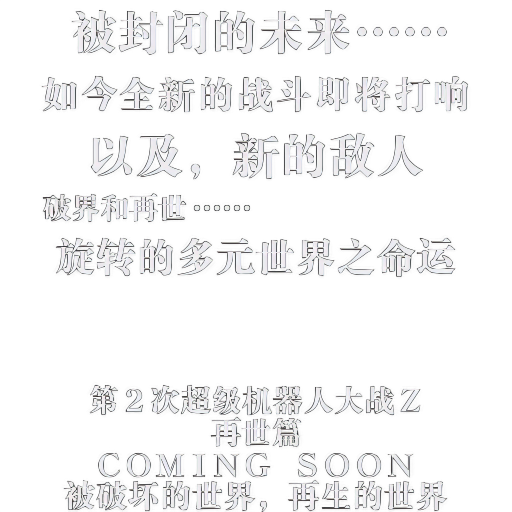 被封闭的未来······
如今全新的战斗即将打响
以及，新的敌人
破界和再世······
旋转的多元世界之命运
第２次超级机器人大战Ｚ
再世篇
COMING SOON
被破坏的世界，再生的世界